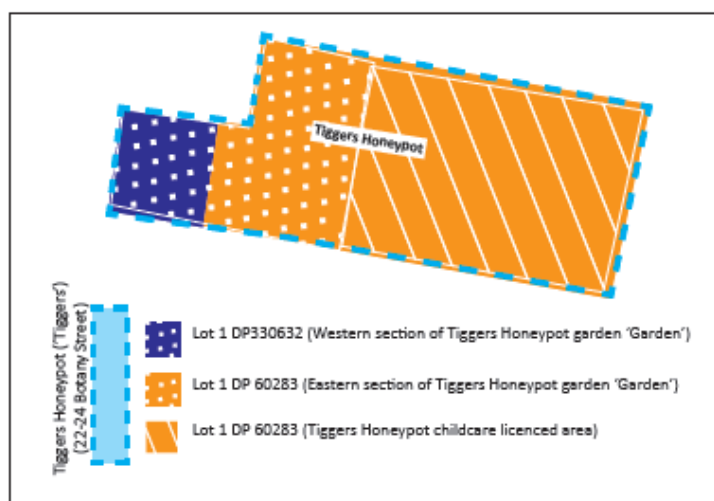 Tiggers Honeypot
Tiggers Honeypot ('Tiggers')
(22-24 Botany Street)
Lot 1 DP330632 (Western section of Tiggers Honeypot garden 'Garden')
Lot 1 DP 60283 (Eastern section of Tiggers Honeypot garden 'Garden')
Lot 1 DP 60283 (Tiggers Honeypot childcare licenced area)